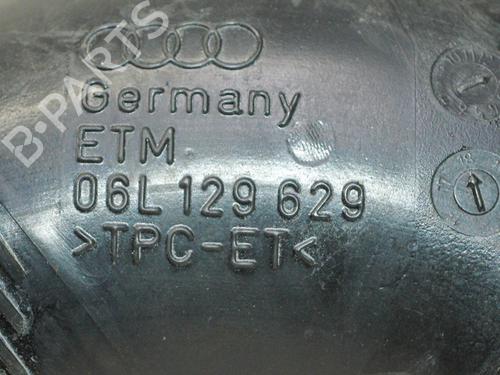 Germany
ETM
06L 129 629
>TPC-ET<
B-PARTS